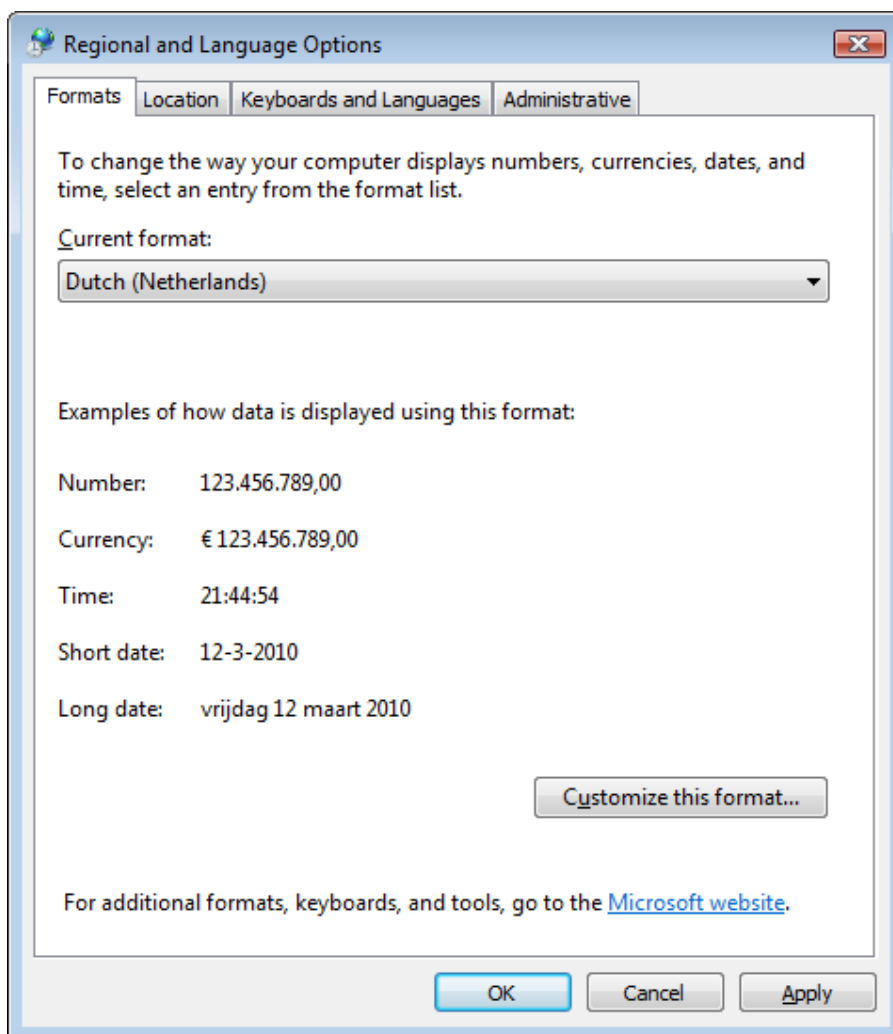 Regional and Language Options
Formats Location Keyboards and Languages Administrative
To change the way your computer displays numbers, currencies, dates, and
time, select an entry from the format list.
Current format:
Dutch (Netherlands)
Examples of how data is displayed using this format:
Number: 123.456.789,00
Currency: € 123.456.789,00
Time: 21:44:54
Short date: 12-3-2010
Long date: vrijdag 12 maart 2010
Customize this format...
For additional formats, keyboards, and tools, go to the Microsoft website.
OK Cancel Apply